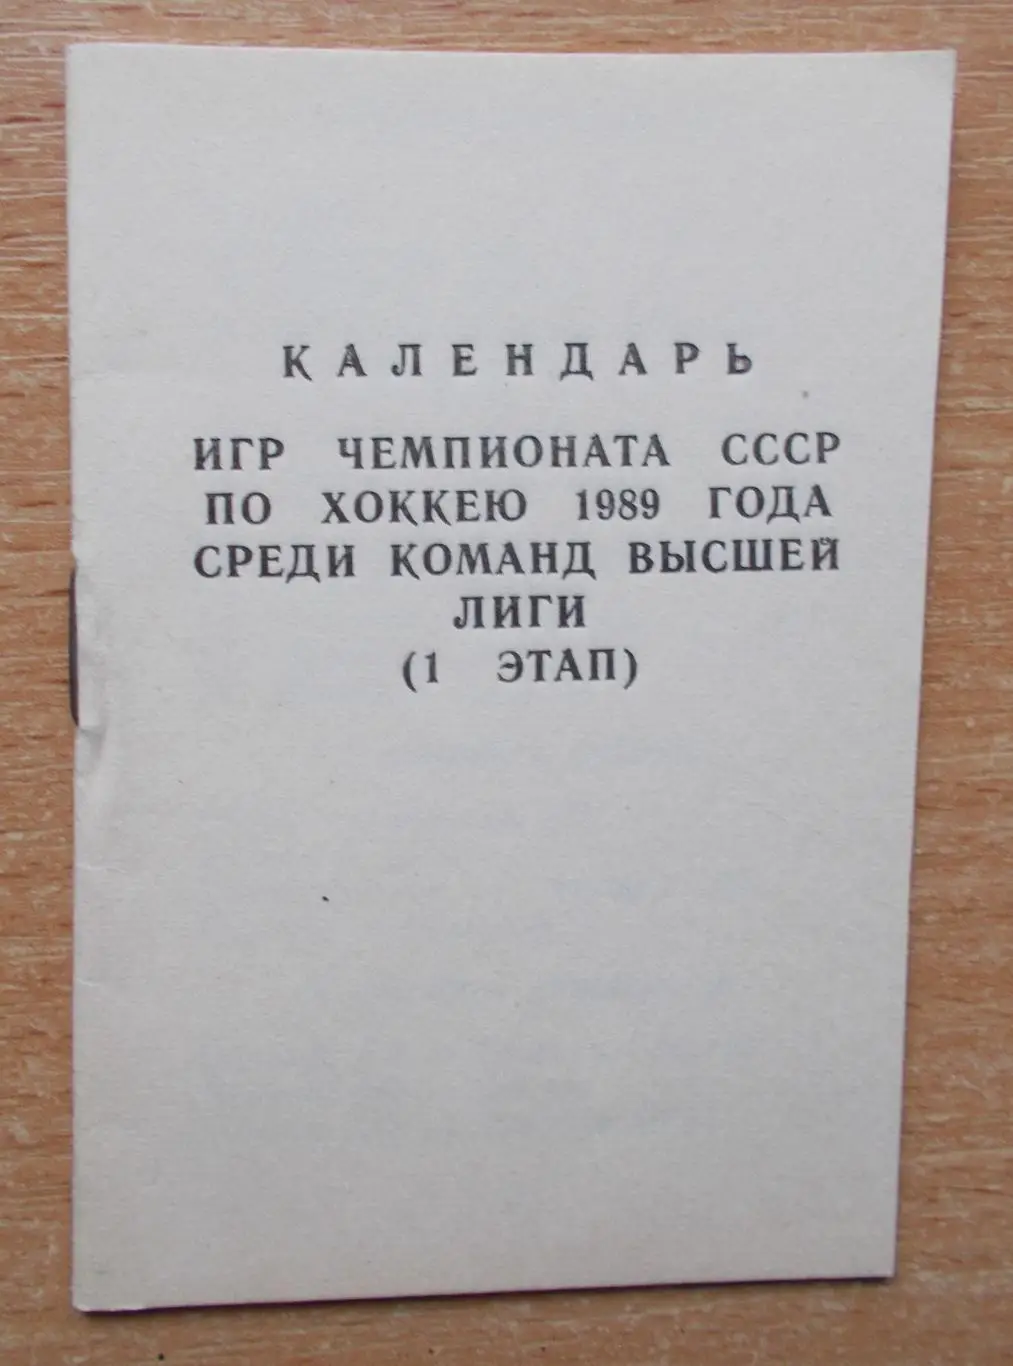 КАЛЕНДАРЬ
ИГР ЧЕМПИОНАТА СССР
ПО ХОККЕЮ 1989 ГОДА
СРЕДИ КОМАНД ВЫСШЕЙ
ЛИГИ
(1 ЭТАП)